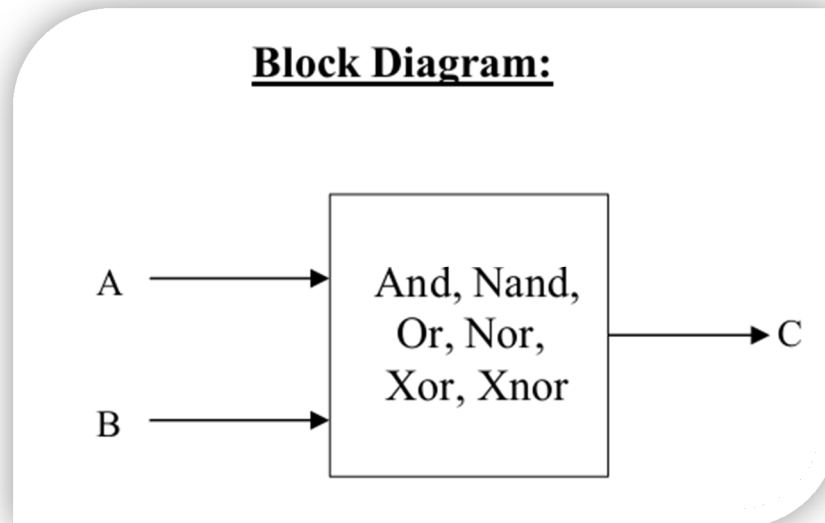 Block Diagram:
A
And, Nand,
Or, Nor,
Xor, Xnor
C
B